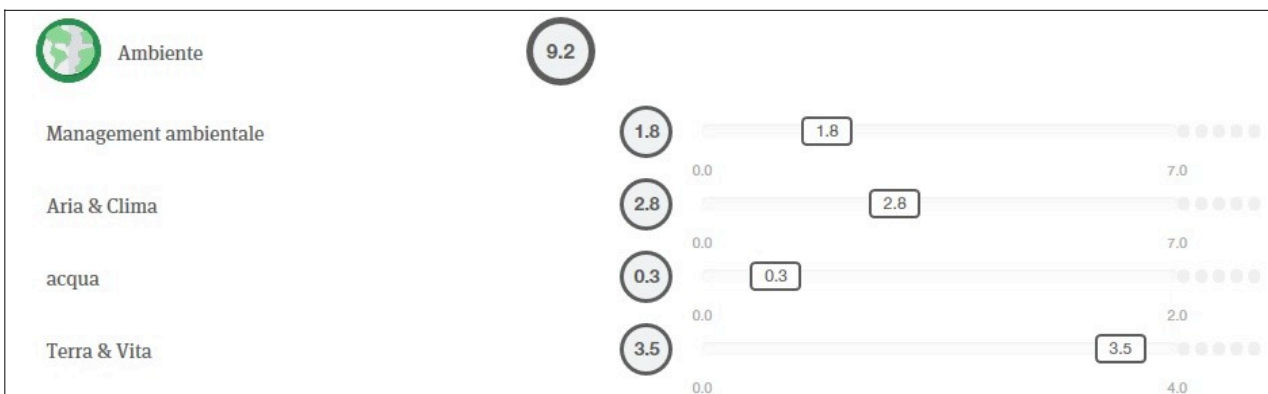 Ambiente 9.2
Management ambientale 1.8 1.8
0.0 7.0
Aria & Clima 2.8 2.8
0.0 7.0
acqua 0.3 0.3
0.0 2.0
Terra & Vita 3.5 3.5
0.0 4.0